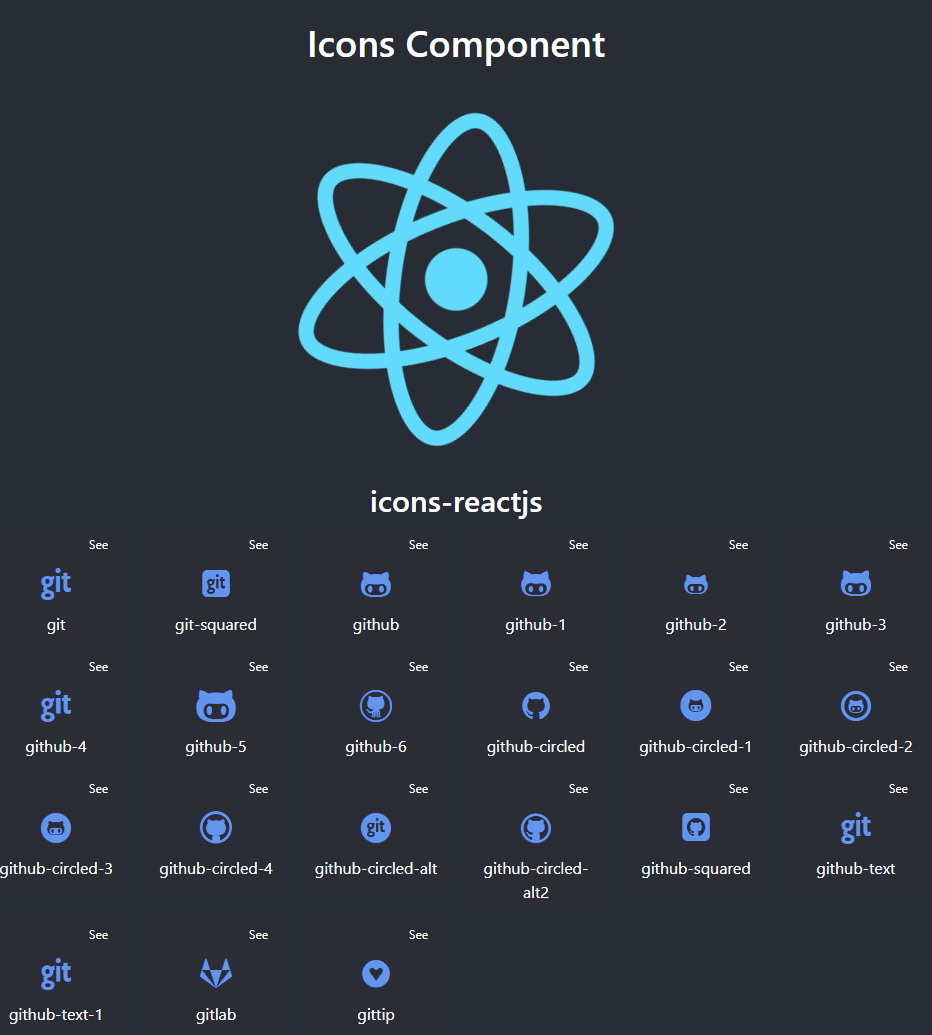 Icons Component
icons-reactjs
See See See See See See
git git git
git git-squared github github-1 github-2 github-3
See See See See See See
git
github-4 github-5 github-6 github-circled github-circled-1 github-circled-2
See See See See See See
git git
github-circled-3 github-circled-4 github-circled-alt github-circled- github-squared github-text
alt2
See See See
git
github-text-1 gitlab gittip